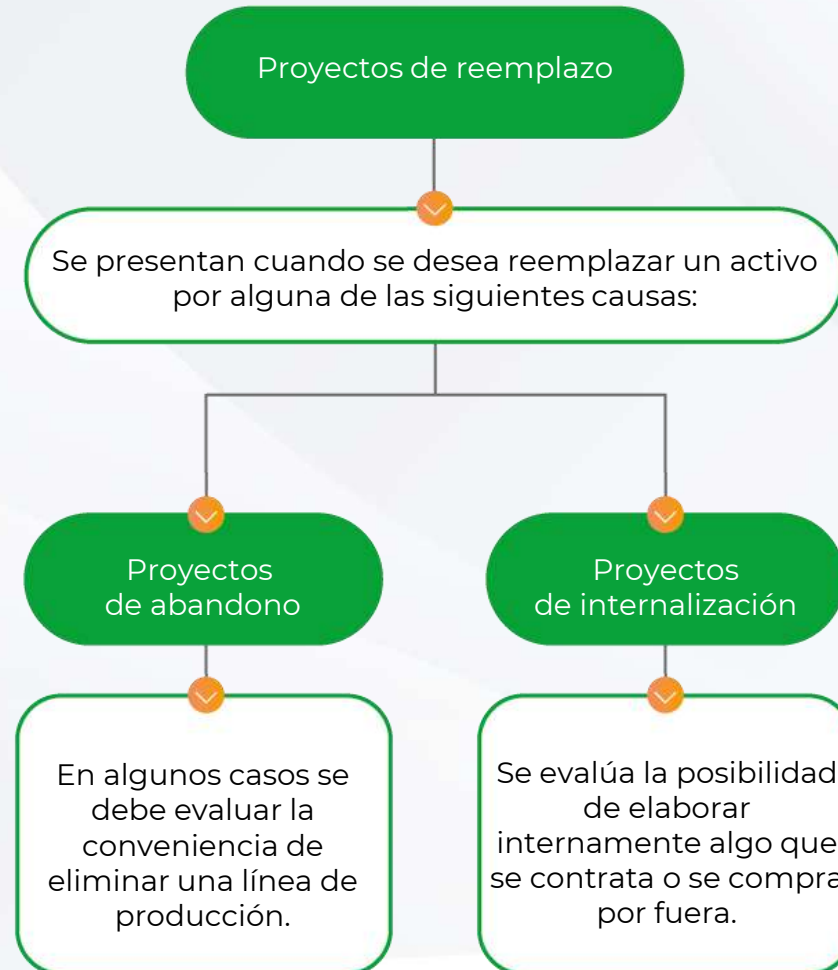 Proyectos de reemplazo
Se presentan cuando se desea reemplazar un activo
por alguna de las siguientes causas:
Proyectos
de abandono
En algunos casos se
debe evaluar la
conveniencia de
eliminar una línea de
producción.
Proyectos
de internalización
Se evalúa la posibilidad
de elaborar
internamente algo que
se contrata o se compra
por fuera.